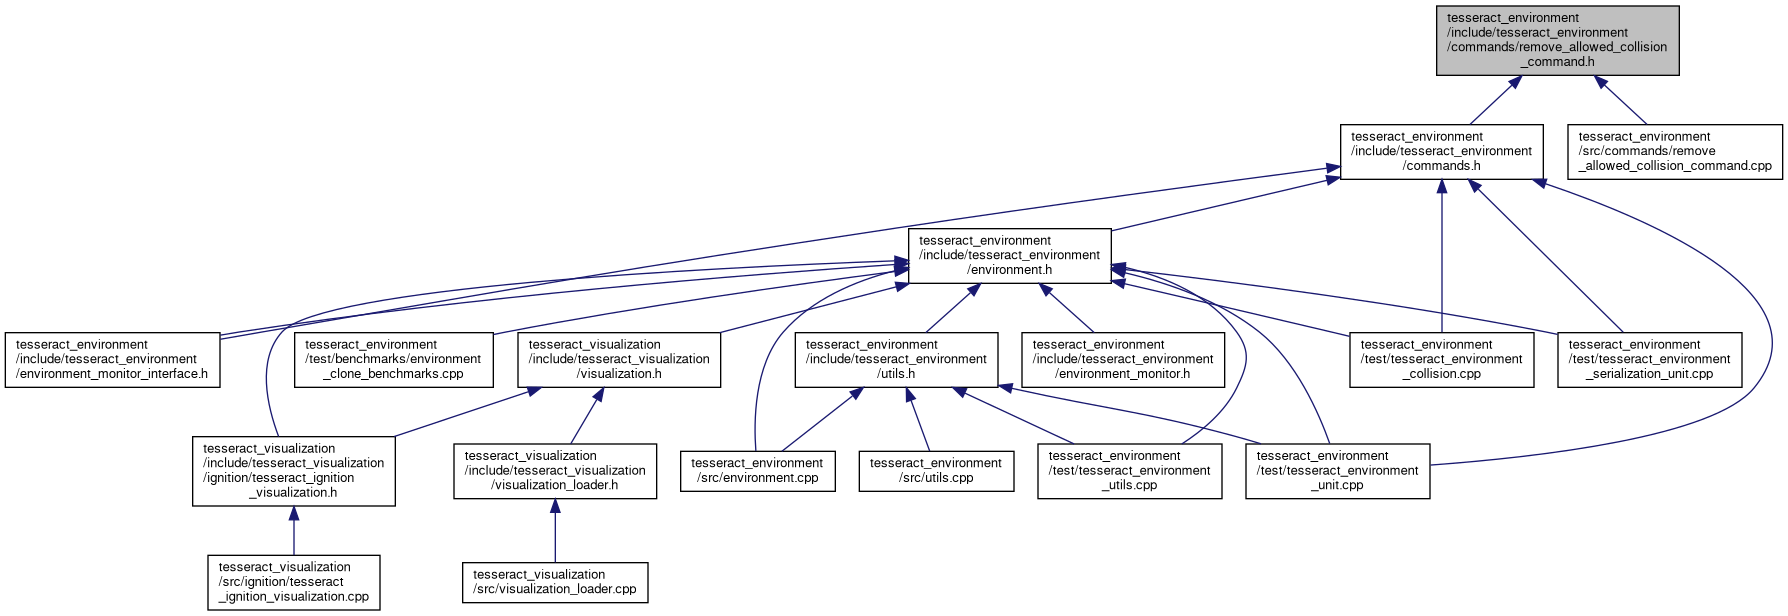 tesseract_environment
/include/tesseract_environment
/commands/remove_allowed_collision
_command.h
tesseract_environment
/include/tesseract_environment
/commands.h
tesseract_environment
/src/commands/remove
_allowed_collision_command.cpp
tesseract_environment
/include/tesseract_environment
/environment.h
tesseract_environment
/include/tesseract_environment
/environment_monitor_interface.h
tesseract_environment
/test/benchmarks/environment
_clone_benchmarks.cpp
tesseract_visualization
/include/tesseract_visualization
/visualization.h
tesseract_environment
/include/tesseract_environment
/utils.h
tesseract_environment
/include/tesseract_environment
/environment_monitor.h
tesseract_environment
/test/tesseract_environment
_collision.cpp
tesseract_environment
/test/tesseract_environment
_serialization_unit.cpp
tesseract_visualization
/include/tesseract_visualization
/ignition/tesseract_ignition
_visualization.h
tesseract_visualization
/include/tesseract_visualization
/visualization_loader.h
tesseract_environment
/src/environment.cpp
tesseract_environment
/src/utils.cpp
tesseract_environment
/test/tesseract_environment
_utils.cpp
tesseract_environment
/test/tesseract_environment
_unit.cpp
tesseract_visualization
/src/ignition/tesseract
_ignition_visualization.cpp
tesseract_visualization
/src/visualization_loader.cpp